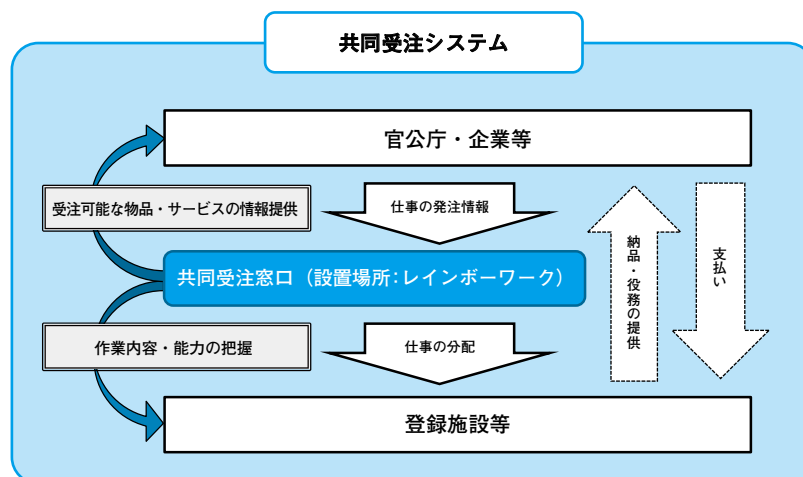 共同受注システム
官公庁・企業等
受注可能な物品・サービスの情報提供
仕事の発注情報
共同受注窓口（設置場所：レインボーワーク）
納品・役務の提供
支払い
作業内容・能力の把握
仕事の分配
登録施設等